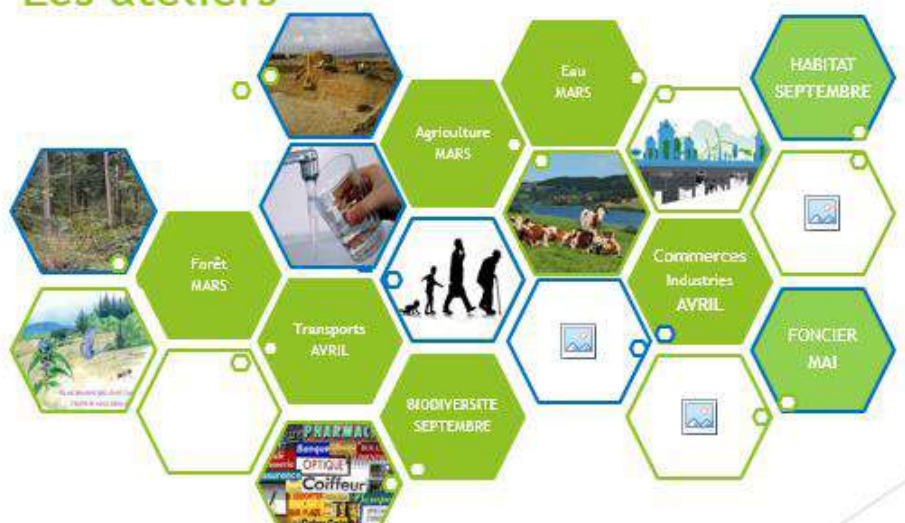 Les ateliers
Eau
MARS
HABITAT
SEPTEMBRE
Agriculture
MARS
Forêt
MARS
Commerces
Industries
AVRIL
Transports
AVRIL
FONCIER
MAI
BIODIVERSITE
SEPTEMBRE
Banque
OPTIQUE
Coiffeur